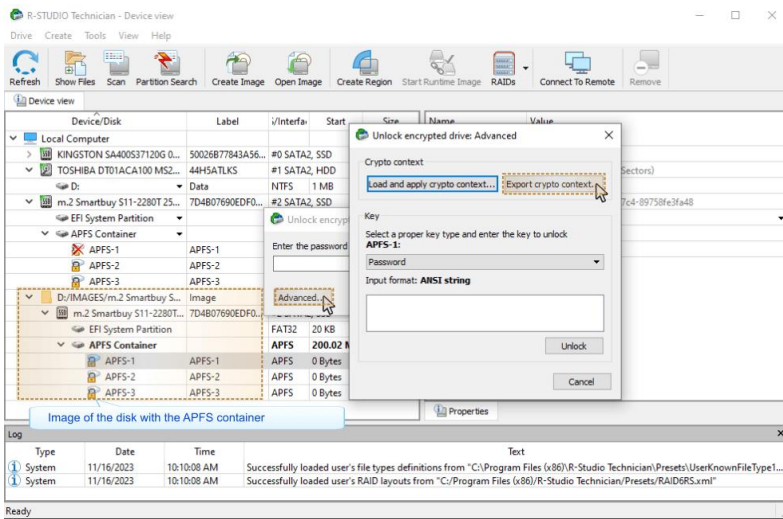 R-STUDIO Technician - Device view
Drive Create Tools View Help
Refresh Show Files Scan Partition Search Create Image Open Image Create Region Start Runtime Image RAIDs Connect To Remote Remove
Device view
Device/Disk Label Start Size Name Value
Local Computer
KINGSTON SA400S37120G 0... 50026B77843A56... #0 SATA2, SSD
TOSHIBA DT01ACA100 MS2... 44H5ATLKS #1 SATA2, HDD
D: Data NTFS 1 MB
m.2 Smartbuy S11-2280T 25... 7D4B07690EDF0... #2 SATA2, SSD
EFI System Partition
APFS Container
APFS-1 APFS-1
APFS-2 APFS-2
APFS-3 APFS-3
D:/IMAGES/m.2 Smartbuy S... Image
m.2 Smartbuy S11-2280T... 7D4B07690EDF0...
EFI System Partition FAT32 20 KB
APFS Container APFS 200.02 M
APFS-1 APFS-1 APFS 0 Bytes
APFS-2 APFS-2 APFS 0 Bytes
APFS-3 APFS-3 APFS 0 Bytes
Image of the disk with the APFS container
Unlock encryp
Enter the password
Advanced...
Unlock encrypted drive: Advanced
Crypto context
Load and apply crypto context... Export crypto context...
Key
Select a proper key type and enter the key to unlock
APFS-1:
Password
Input format: ANSI string
Unlock
Cancel
Sectors)
7c4-89758fe3fa48
Properties
Log
Type Date Time Text
System 11/16/2023 10:10:08 AM Successfully loaded user's file types definitions from "C:\Program Files (x86)\R-Studio Technician\Presets\UserKnownFileType1...
System 11/16/2023 10:10:08 AM Successfully loaded user's RAID layouts from "C:/Program Files (x86)/R-Studio Technician/Presets/RAID6RS.xml"
Ready